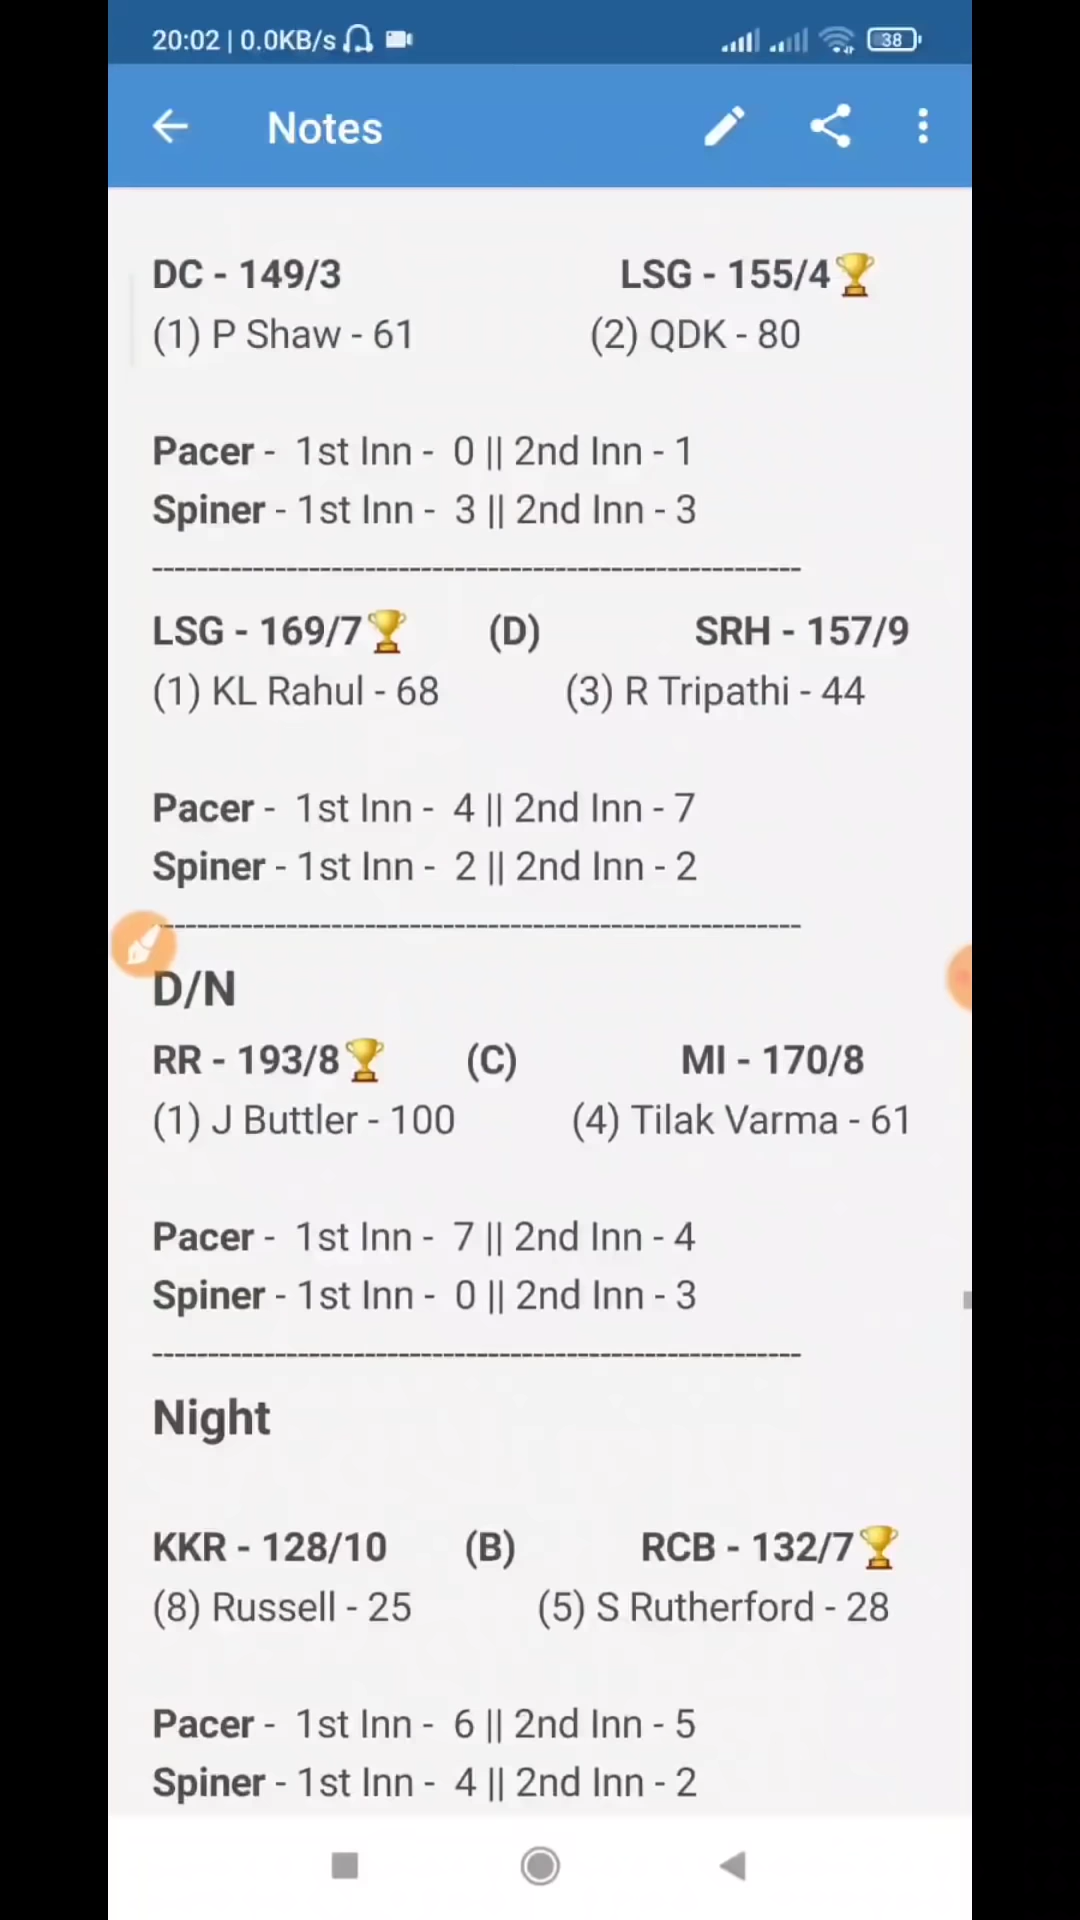 20:02 | 0.0KB/s 38
Notes
DC - 149/3 LSG - 155/4🏆
(1) P Shaw - 61 (2) QDK - 80
Pacer - 1st Inn - 0 || 2nd Inn - 1
Spiner - 1st Inn - 3 || 2nd Inn - 3
------------------------------------------------------
LSG - 169/7🏆 (D) SRH - 157/9
(1) KL Rahul - 68 (3) R Tripathi - 44
Pacer - 1st Inn - 4 || 2nd Inn - 7
Spiner - 1st Inn - 2 || 2nd Inn - 2
------------------------------------------------------
D/N
RR - 193/8🏆 (C) MI - 170/8
(1) J Buttler - 100 (4) Tilak Varma - 61
Pacer - 1st Inn - 7 || 2nd Inn - 4
Spiner - 1st Inn - 0 || 2nd Inn - 3
------------------------------------------------------
Night
KKR - 128/10 (B) RCB - 132/7🏆
(8) Russell - 25 (5) S Rutherford - 28
Pacer - 1st Inn - 6 || 2nd Inn - 5
Spiner - 1st Inn - 4 || 2nd Inn - 2